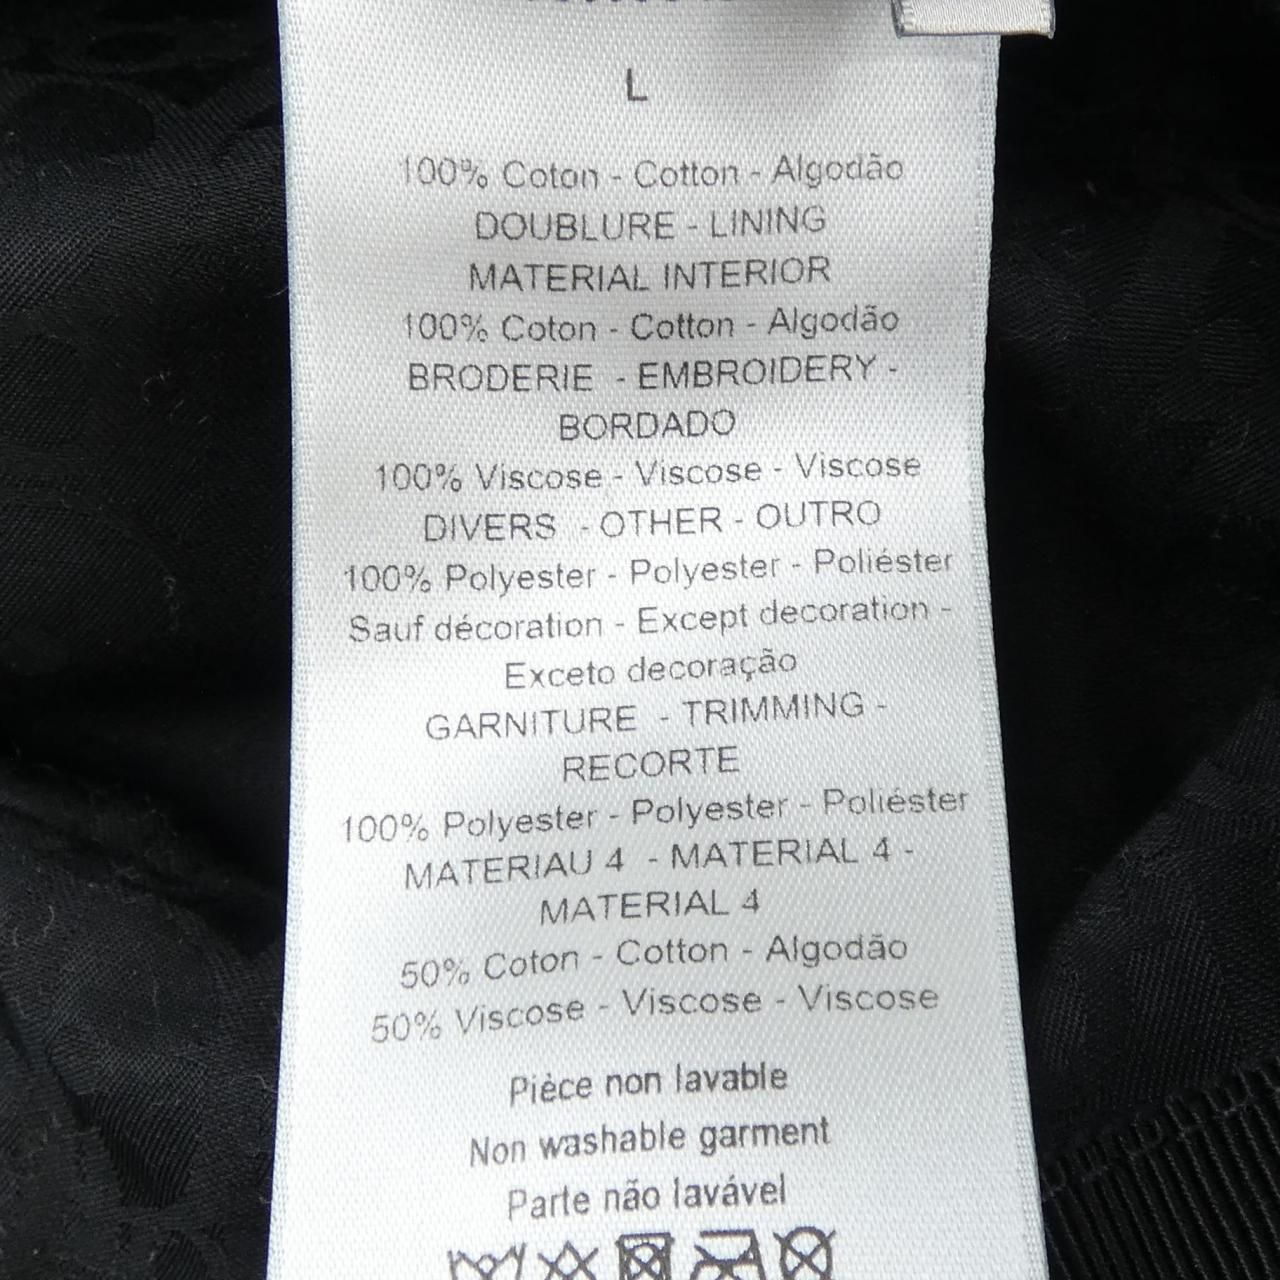 L
100% Coton - Cotton - Algodão
DOUBLURE - LINING
MATERIAL INTERIOR
100% Coton - Cotton - Algodão
BRODERIE - EMBROIDERY -
BORDADO
100% Viscose - Viscose - Viscose
DIVERS - OTHER - OUTRO
100% Polyester - Polyester - Poliéster
Sauf décoration - Except decoration -
Exceto decoração
GARNITURE - TRIMMING -
RECORTE
100% Polyester - Polyester - Poliéster
MATERIAU 4 - MATERIAL 4 -
MATERIAL 4
50% Coton - Cotton - Algodão
50% Viscose - Viscose - Viscose
Pièce non lavable
Non washable garment
Parte não lavável